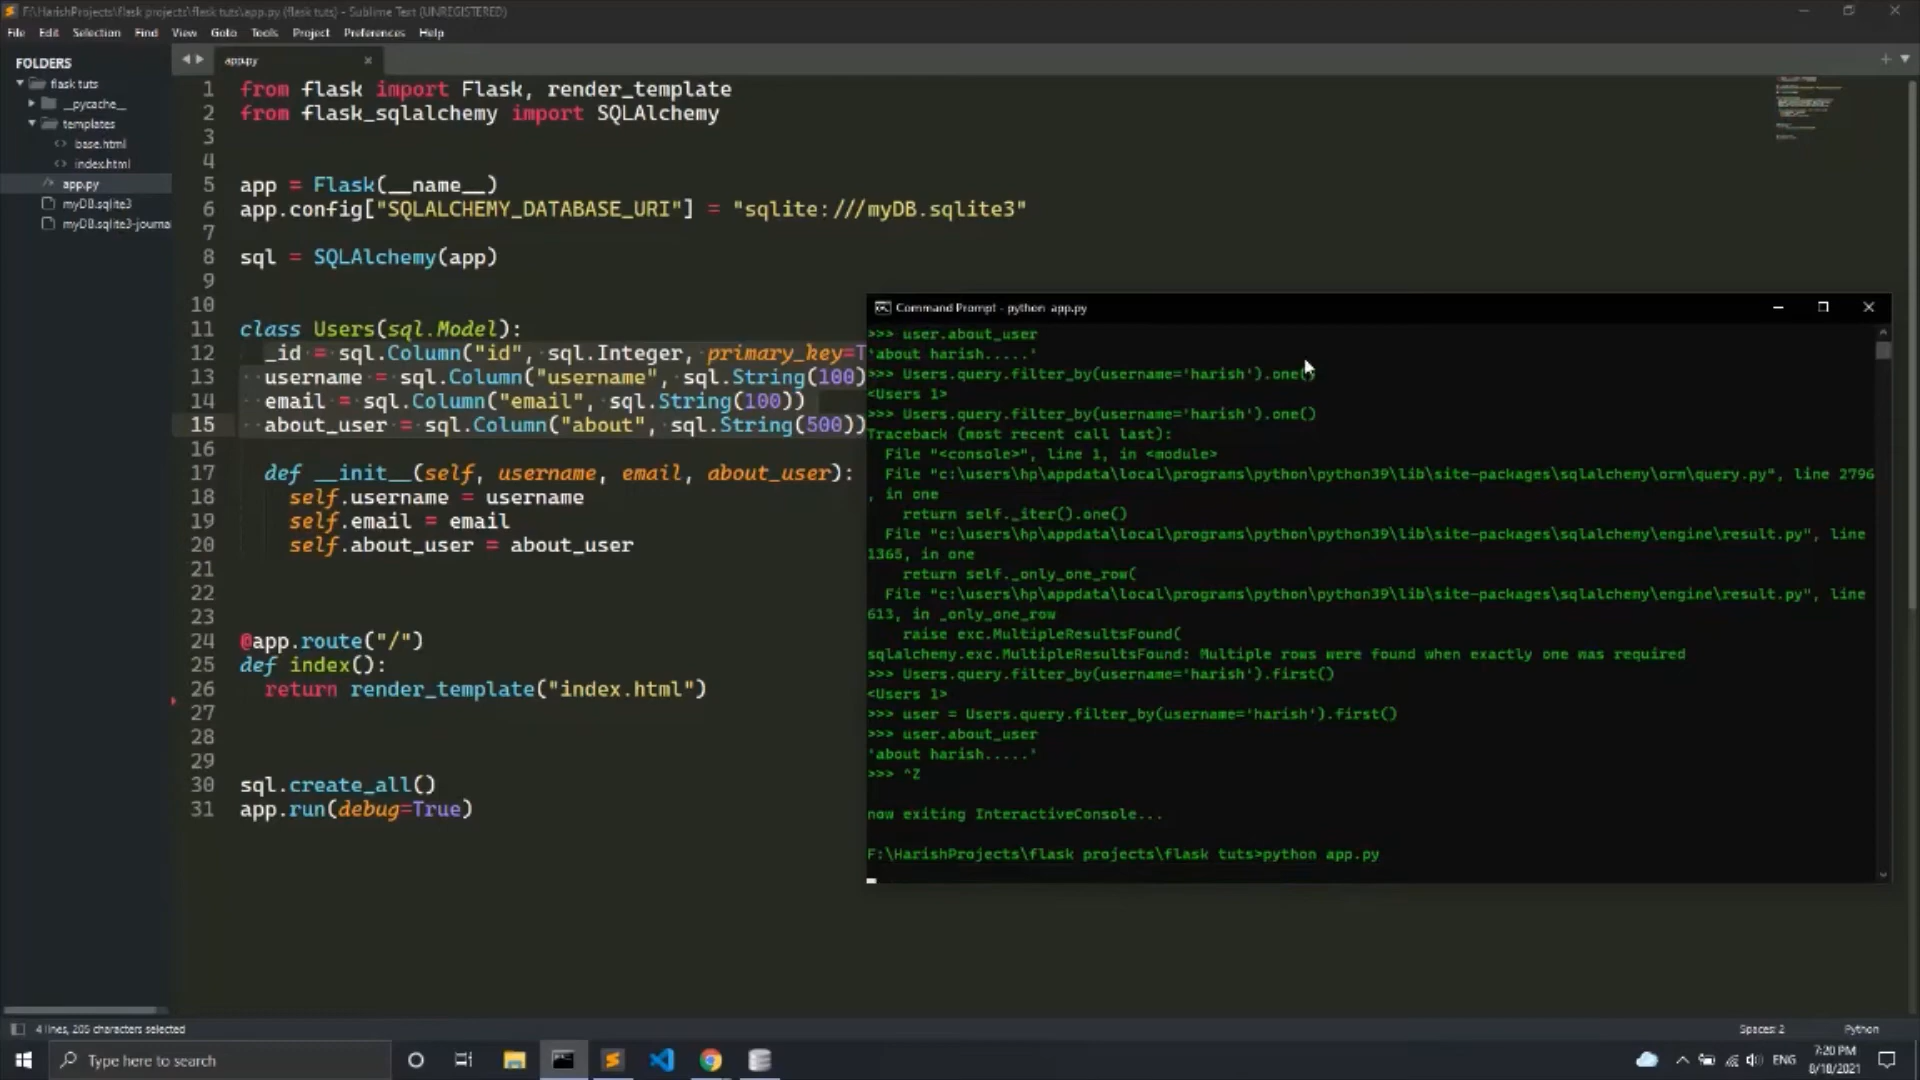 F:\HarishProjects\flask projects\flask tuts\app.py (flask tuts) - Sublime Text (UNREGISTERED)
File Edit Selection Find View Goto Tools Project Preferences Help
FOLDERS
flask tuts
__pycache__
templates
base.html
index.html
app.py
myDB.sqlite3
myDB.sqlite3-journa
app.py
1 from flask import Flask, render_template
2 from flask_sqlalchemy import SQLAlchemy
3
4
5 app = Flask(__name__)
6 app.config["SQLALCHEMY_DATABASE_URI"] = "sqlite:///myDB.sqlite3"
7
8 sql = SQLAlchemy(app)
9
10
11 class Users(sql.Model):
12 _id = sql.Column("id", sql.Integer, primary_key=T
13 username = sql.Column("username", sql.String(100)
14 email = sql.Column("email", sql.String(100))
15 about_user = sql.Column("about", sql.String(500))
16
17 def __init__(self, username, email, about_user):
18 self.username = username
19 self.email = email
20 self.about_user = about_user
21
22
23
24 @app.route("/")
25 def index():
26 return render_template("index.html")
27
28
29
30 sql.create_all()
31 app.run(debug=True)
Command Prompt - python app.py
>>> user.about_user
'about harish.....'
>>> Users.query.filter_by(username='harish').one()
<Users 1>
>>> Users.query.filter_by(username='harish').one()
Traceback (most recent call last):
File "<console>", line 1, in <module>
File "c:\users\hp\appdata\local\programs\python\python39\lib\site-packages\sqlalchemy\orm\query.py", line 2796
, in one
return self._iter().one()
File "c:\users\hp\appdata\local\programs\python\python39\lib\site-packages\sqlalchemy\engine\result.py", line
1365, in one
return self._only_one_row(
File "c:\users\hp\appdata\local\programs\python\python39\lib\site-packages\sqlalchemy\engine\result.py", line
613, in _only_one_row
raise exc.MultipleResultsFound(
sqlalchemy.exc.MultipleResultsFound: Multiple rows were found when exactly one was required
>>> Users.query.filter_by(username='harish').first()
<Users 1>
>>> user = Users.query.filter_by(username='harish').first()
>>> user.about_user
'about harish.....'
>>> ^Z
now exiting InteractiveConsole...
F:\HarishProjects\flask projects\flask tuts>python app.py
4 lines, 205 characters selected
Spaces: 2 Python
Type here to search
ENG
7:20 PM
8/18/2021